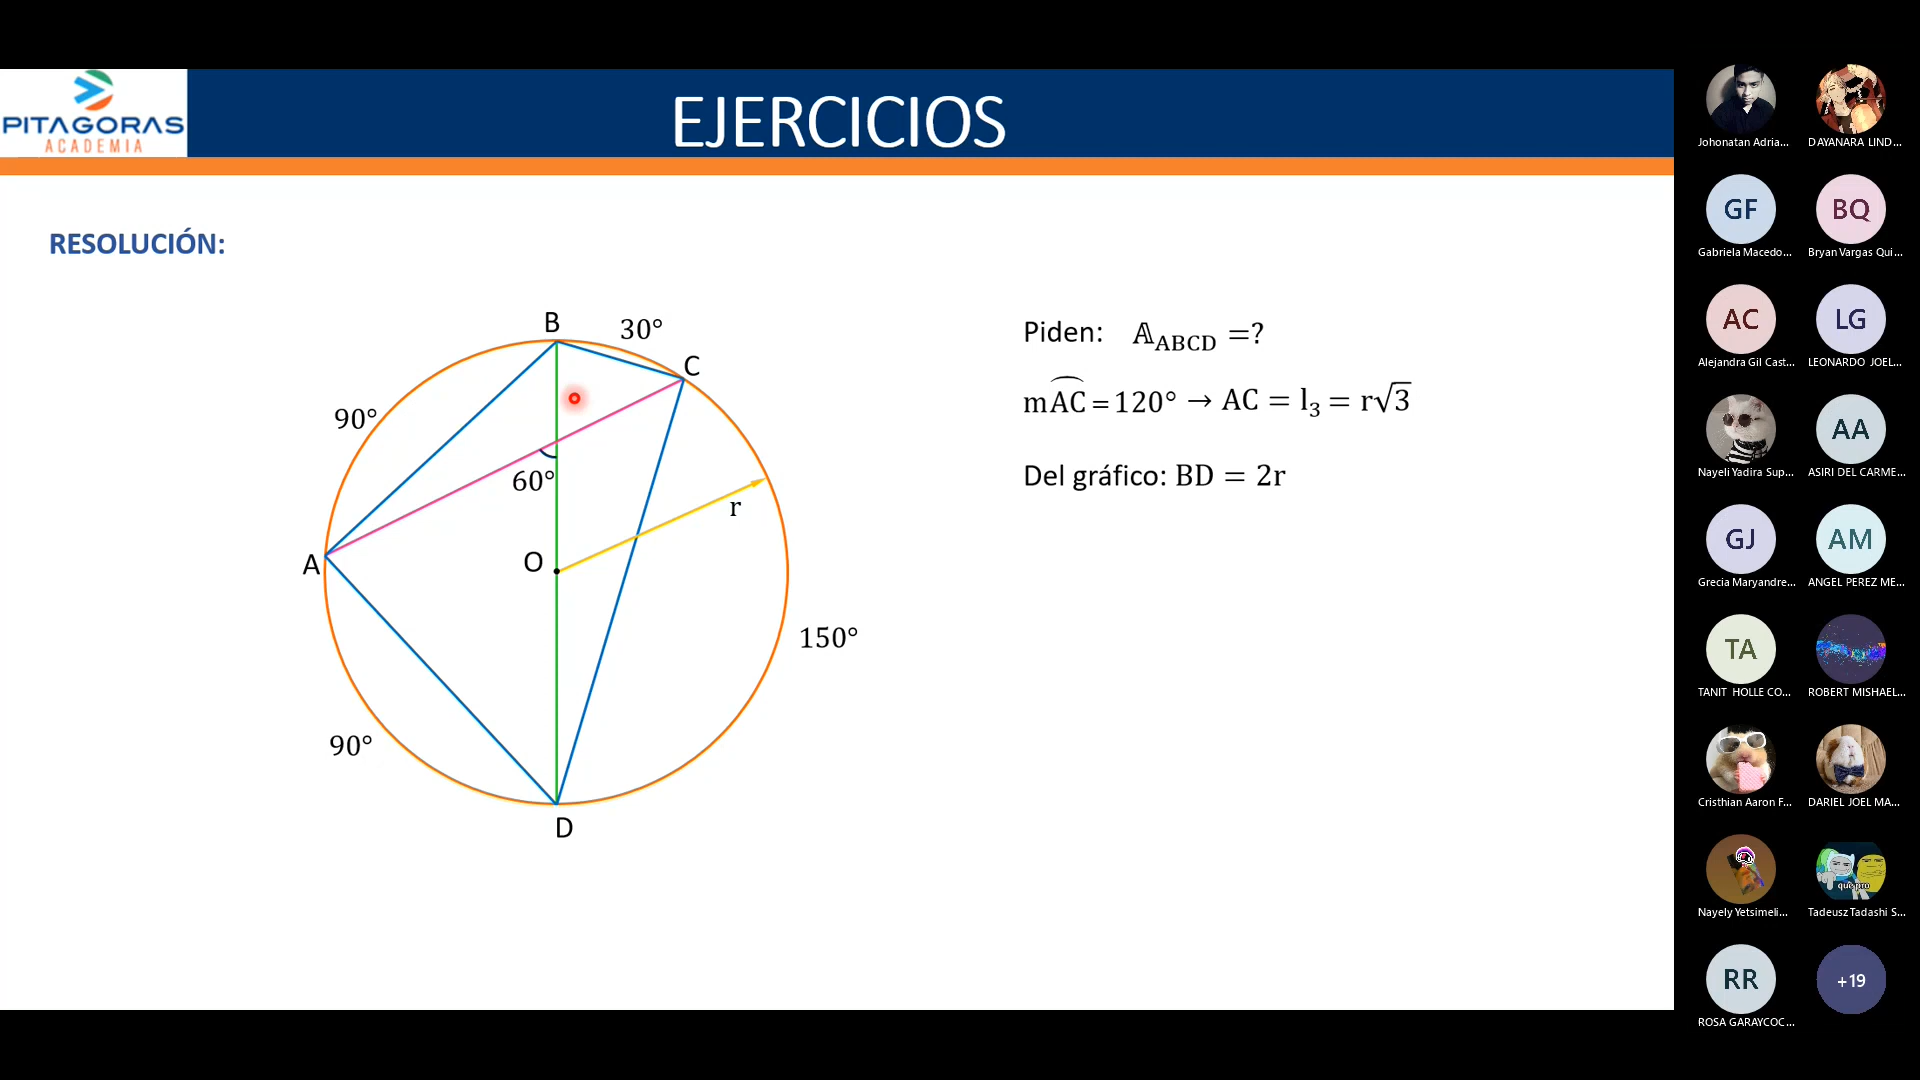 PITAGORAS
ACADEMIA
EJERCICIOS
RESOLUCIÓN:
B
30°
C
90°
60°
r
A
O
150°
90°
D
Piden: 𝔸ABCD =?
mAC = 120° → AC = l3 = r√3
Del gráfico: BD = 2r
Johonatan Adria...
DAYANARA LIND...
GF
BQ
Gabriela Macedo...
Bryan Vargas Qui...
AC
LG
Alejandra Gil Cast...
LEONARDO JOEL...
AA
Nayeli Yadira Sup...
ASIRI DEL CARME...
GJ
AM
Grecia Maryandre...
ANGEL PEREZ ME...
TA
TANIT HOLLE CO...
ROBERT MISHAEL...
Cristhian Aaron F...
DARIEL JOEL MA...
que pro
Nayely Yetsimeli...
Tadeusz Tadashi S...
RR
+19
ROSA GARAYCOC...